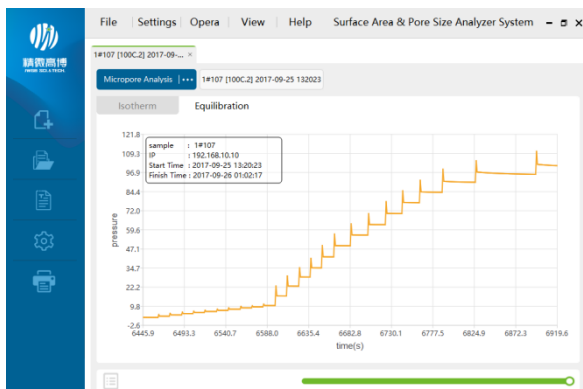 File Settings Opera View Help Surface Area & Pore Size Analyzer System
精微高博
JWGB SCI.&TECH.
1#107 [100C.2] 2017-09-... ×
Micropore Analysis ••• 1#107 [100C.2] 2017-09-25 132023
Isotherm Equilibration
sample : 1#107
IP : 192.168.10.10
Start Time : 2017-09-25 13:20:23
Finish Time : 2017-09-26 01:02:17
pressure
121.8
109.3
96.9
84.4
72.0
59.6
47.1
34.7
22.2
9.8
-2.6
6445.9 6493.3 6540.7 6588.0 6635.4 6682.8 6730.1 6777.5 6824.9 6872.3 6919.6
time(s)